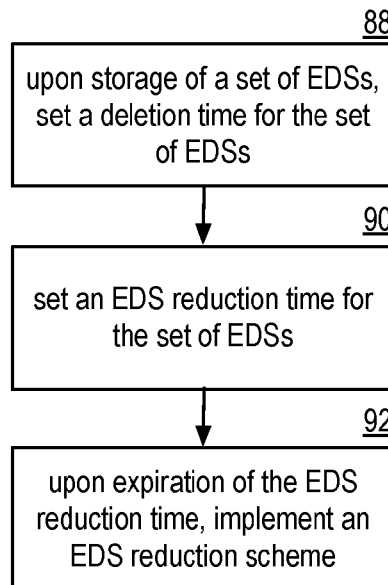 88
upon storage of a set of EDSs,
set a deletion time for the set
of EDSs
90
set an EDS reduction time for
the set of EDSs
92
upon expiration of the EDS
reduction time, implement an
EDS reduction scheme